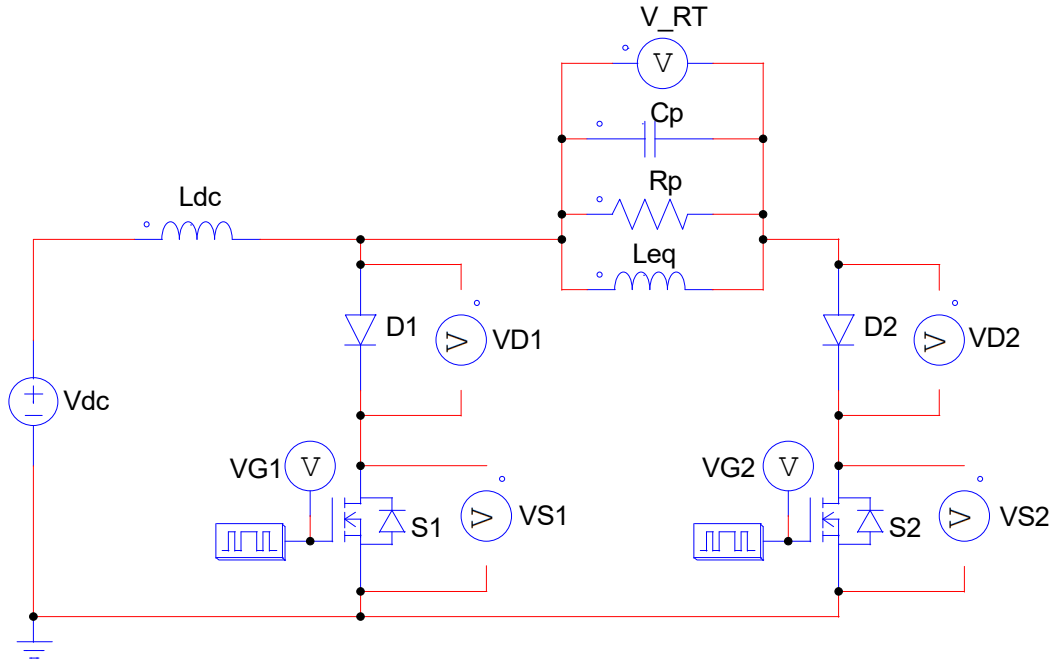 V_RT
V
Cp
Rp
Leq
Ldc
D1
V
VD1
D2
V
VD2
Vdc
VG1
V
S1
V
VS1
VG2
V
S2
V
VS2